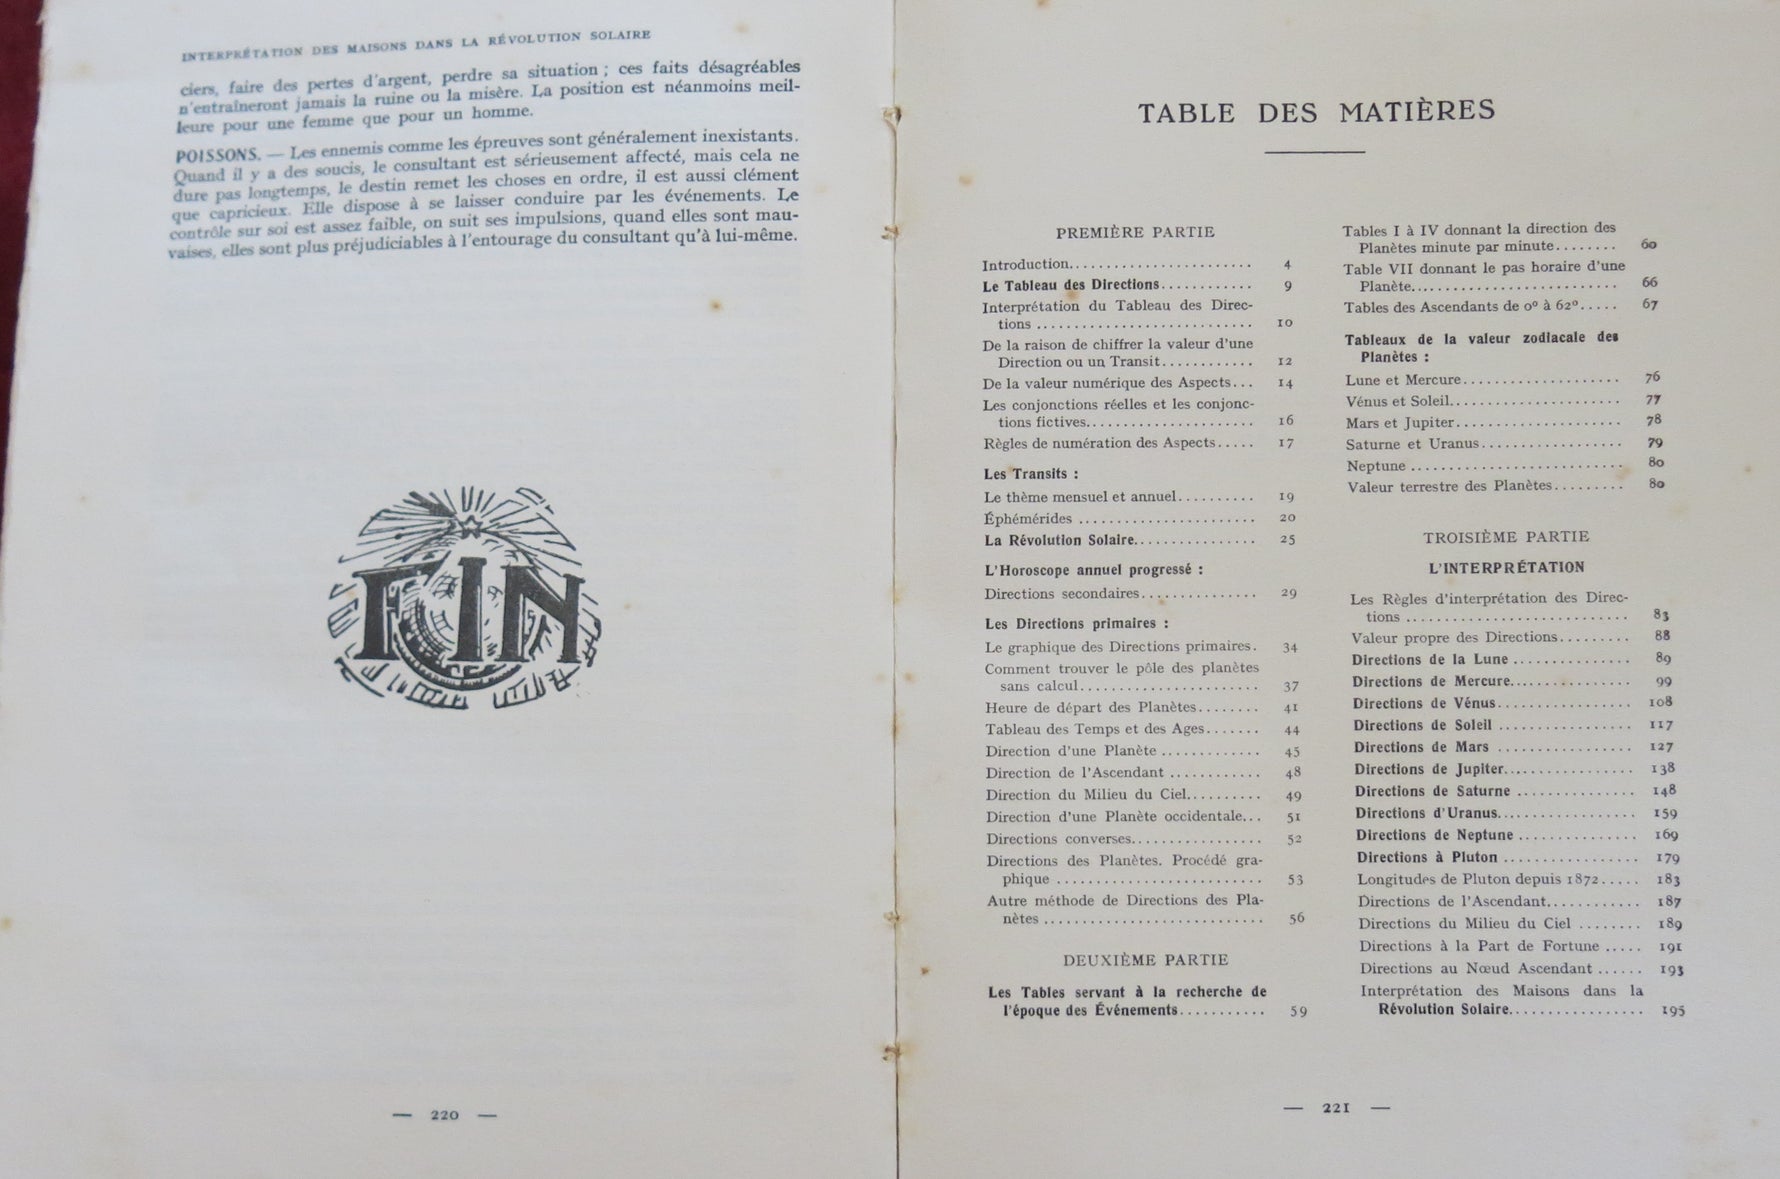 INTERPRÉTATION DES MAISONS DANS LA RÉVOLUTION SOLAIRE
ciers, faire des pertes d'argent, perdre sa situation ; ces faits désagréables
n'entraîneront jamais la ruine ou la misère. La position est néanmoins meil-
leure pour une femme que pour un homme.
POISSONS. — Les ennemis comme les épreuves sont généralement inexistants.
Quand il y a des soucis, le consultant est sérieusement affecté, mais cela ne
dure pas longtemps, le destin remet les choses en ordre, il est aussi clément
que capricieux. Elle dispose à se laisser conduire par les événements. Le
contrôle sur soi est assez faible, on suit ses impulsions, quand elles sont mau-
vaises, elles sont plus préjudiciables à l'entourage du consultant qu'à lui-même.
FIN
— 220 —
TABLE DES MATIÈRES
PREMIÈRE PARTIE
Introduction....................... 4
Le Tableau des Directions............ 9
Interprétation du Tableau des Direc-
tions ............................ 10
De la raison de chiffrer la valeur d'une
Direction ou un Transit............ 12
De la valeur numérique des Aspects... 14
Les conjonctions réelles et les conjonc-
tions fictives...................... 16
Règles de numération des Aspects..... 17
Les Transits :
Le thème mensuel et annuel.......... 19
Éphémérides ....................... 20
La Révolution Solaire................ 25
L'Horoscope annuel progressé :
Directions secondaires............... 29
Les Directions primaires :
Le graphique des Directions primaires. 34
Comment trouver le pôle des planètes
sans calcul....................... 37
Heure de départ des Planètes........ 41
Tableau des Temps et des Ages....... 44
Direction d'une Planète ............. 45
Direction de l'Ascendant ............ 48
Direction du Milieu du Ciel.......... 49
Direction d'une Planète occidentale... 51
Directions converses................. 52
Directions des Planètes. Procédé gra-
phique .......................... 53
Autre méthode de Directions des Pla-
nètes ............................ 56
DEUXIÈME PARTIE
Les Tables servant à la recherche de
l'époque des Événements........... 59
Tables I à IV donnant la direction des
Planètes minute par minute........ 60
Table VII donnant le pas horaire d'une
Planète........................... 66
Tables des Ascendants de 0° à 62°..... 67
Tableaux de la valeur zodiacale des
Planètes :
Lune et Mercure.................... 76
Vénus et Soleil...................... 77
Mars et Jupiter..................... 78
Saturne et Uranus.................. 79
Neptune ........................... 80
Valeur terrestre des Planètes......... 80
TROISIÈME PARTIE
L'INTERPRÉTATION
Les Règles d'interprétation des Direc-
tions ............................. 83
Valeur propre des Directions......... 88
Directions de la Lune ............... 89
Directions de Mercure................ 99
Directions de Vénus................. 108
Directions de Soleil ................. 117
Directions de Mars ................. 127
Directions de Jupiter................. 138
Directions de Saturne ............... 148
Directions d'Uranus.................. 159
Directions de Neptune ............... 169
Directions à Pluton ................. 179
Longitudes de Pluton depuis 1872..... 183
Directions de l'Ascendant............ 187
Directions du Milieu du Ciel ........ 189
Directions à la Part de Fortune ..... 191
Directions au Nœud Ascendant ...... 193
Interprétation des Maisons dans la
Révolution Solaire................. 195
— 221 —